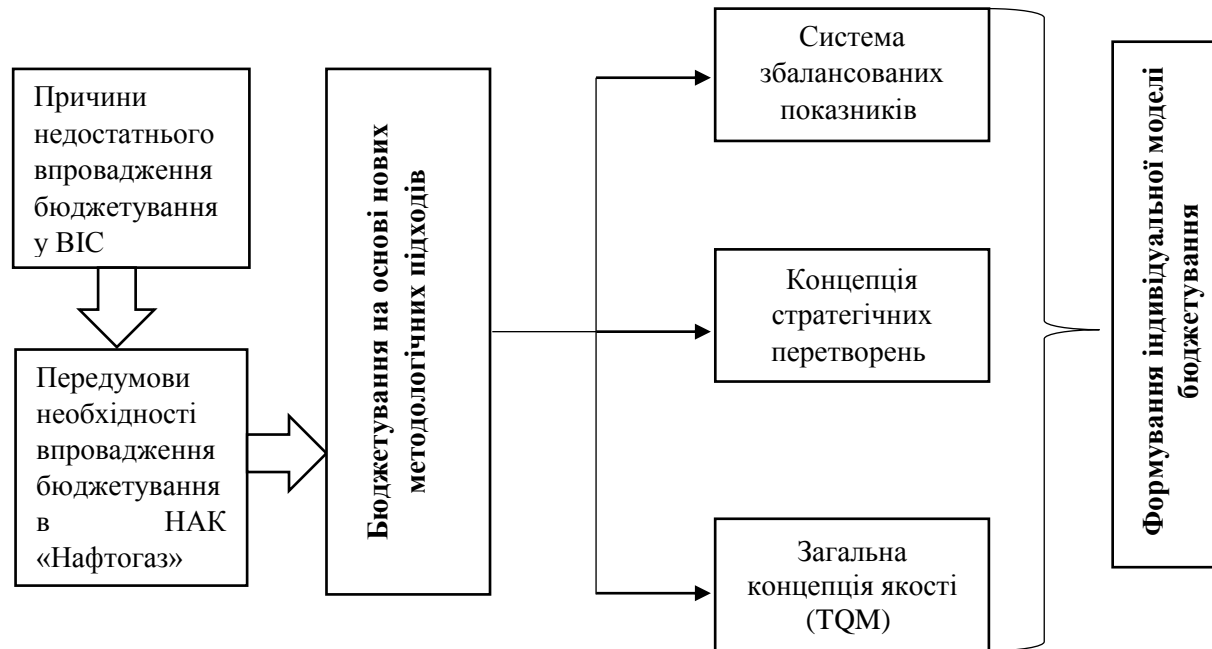 Причини
недостатнього
впровадження
бюджетування
у ВІС
Передумови
необхідності
впровадження
бюджетування
в НАК
«Нафтогаз»
Бюджетування на основі нових
методологічних підходів
Система
збалансованих
показників
Концепція
стратегічних
перетворень
Загальна
концепція якості
(TQM)
Формування індивідуальної моделі
бюджетування